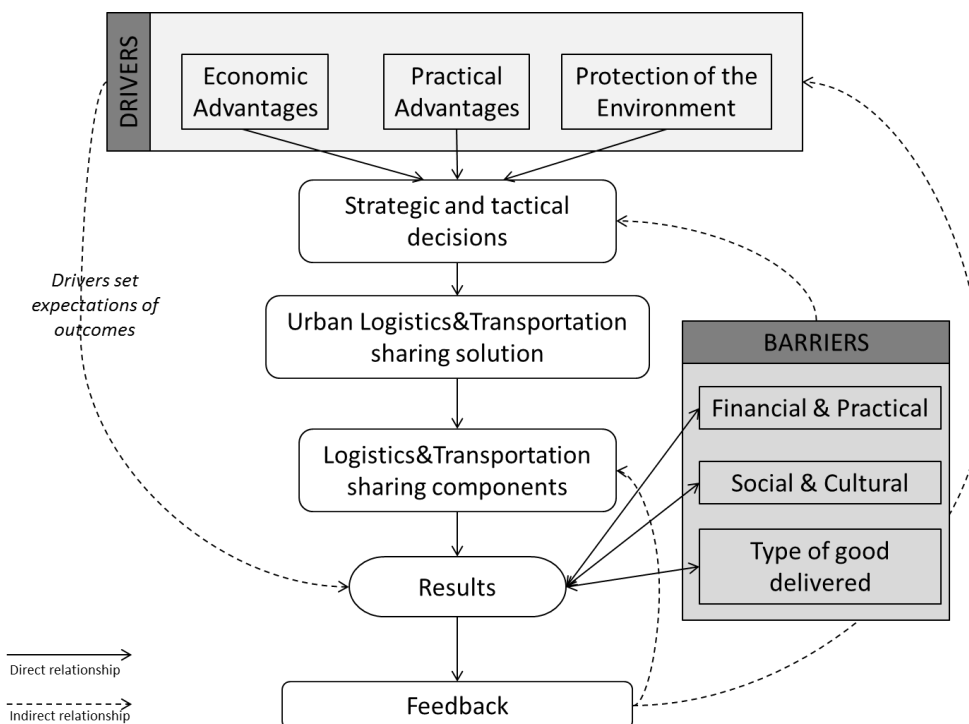 DRIVERS
Economic
Advantages
Practical
Advantages
Protection of the
Environment
Strategic and tactical
decisions
Drivers set
expectations of
outcomes
Urban Logistics&Transportation
sharing solution
BARRIERS
Financial & Practical
Logistics&Transportation
sharing components
Social & Cultural
Type of good
delivered
Results
Direct relationship
Feedback
Indirect relationship